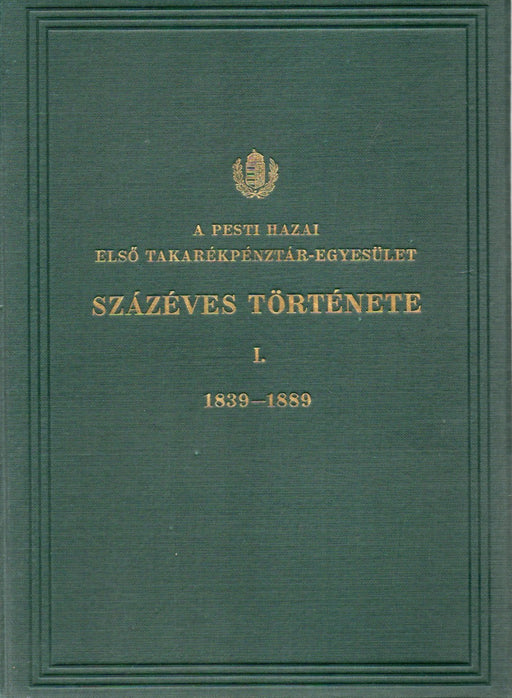 A PESTI HAZAI
ELSŐ TAKARÉKPÉNZTÁR-EGYESÜLET
SZÁZÉVES TÖRTÉNETE
I.
1839–1889